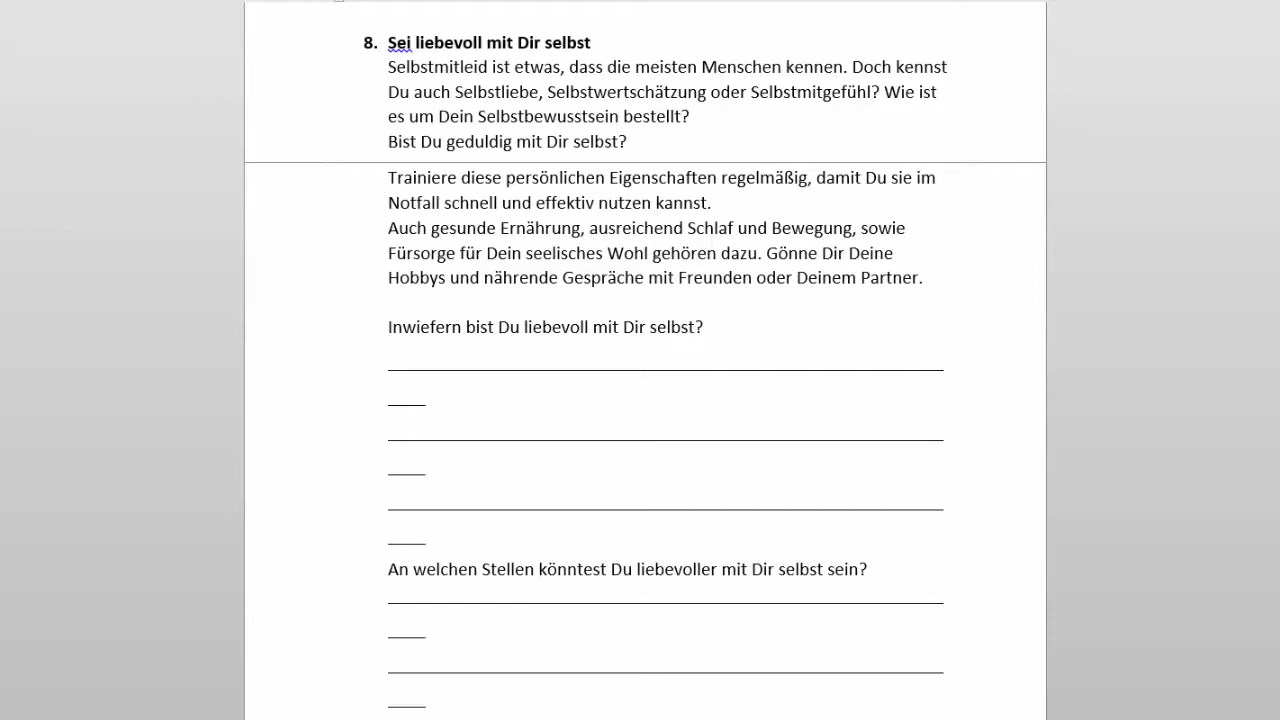 8. Sei liebevoll mit Dir selbst
Selbstmitleid ist etwas, dass die meisten Menschen kennen. Doch kennst
Du auch Selbstliebe, Selbstwertschätzung oder Selbstmitgefühl? Wie ist
es um Dein Selbstbewusstsein bestellt?
Bist Du geduldig mit Dir selbst?
Trainiere diese persönlichen Eigenschaften regelmäßig, damit Du sie im
Notfall schnell und effektiv nutzen kannst.
Auch gesunde Ernährung, ausreichend Schlaf und Bewegung, sowie
Fürsorge für Dein seelisches Wohl gehören dazu. Gönne Dir Deine
Hobbys und nährende Gespräche mit Freunden oder Deinem Partner.
Inwiefern bist Du liebevoll mit Dir selbst?
An welchen Stellen könntest Du liebevoller mit Dir selbst sein?